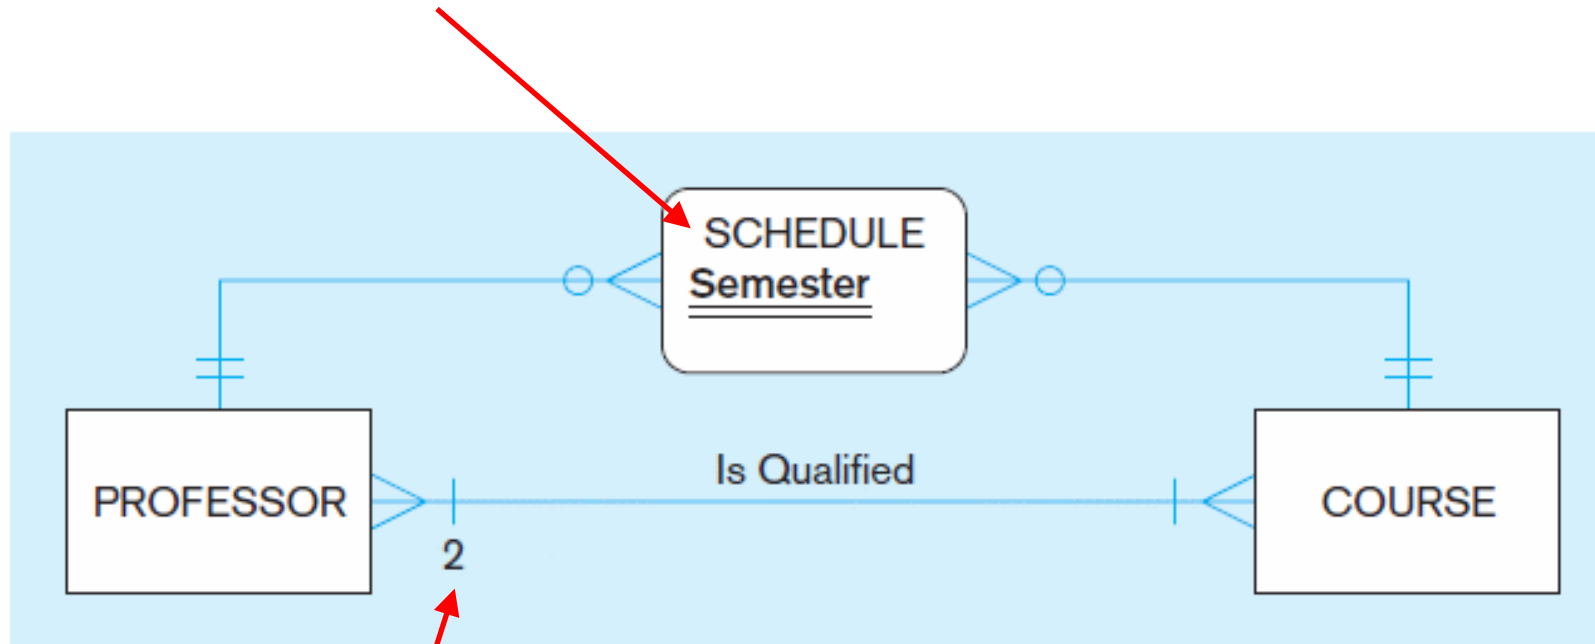 SCHEDULE
Semester
Is Qualified
PROFESSOR
COURSE
2